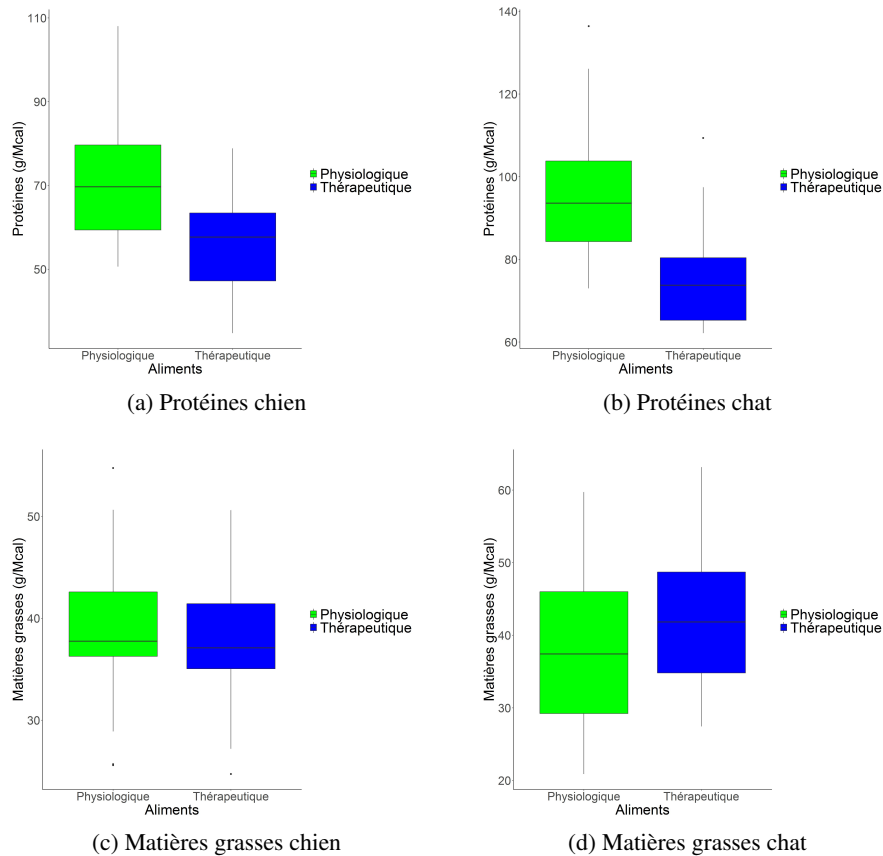 110
90
70
50
Protéines (g/Mcal)
Physiologique
Thérapeutique
Physiologique Thérapeutique
Aliments
(a) Protéines chien
140
120
100
80
60
Protéines (g/Mcal)
Physiologique
Thérapeutique
Physiologique Thérapeutique
Aliments
(b) Protéines chat
50
40
30
Matières grasses (g/Mcal)
Physiologique
Thérapeutique
Physiologique Thérapeutique
Aliments
(c) Matières grasses chien
60
50
40
30
20
Matières grasses (g/Mcal)
Physiologique
Thérapeutique
Physiologique Thérapeutique
Aliments
(d) Matières grasses chat